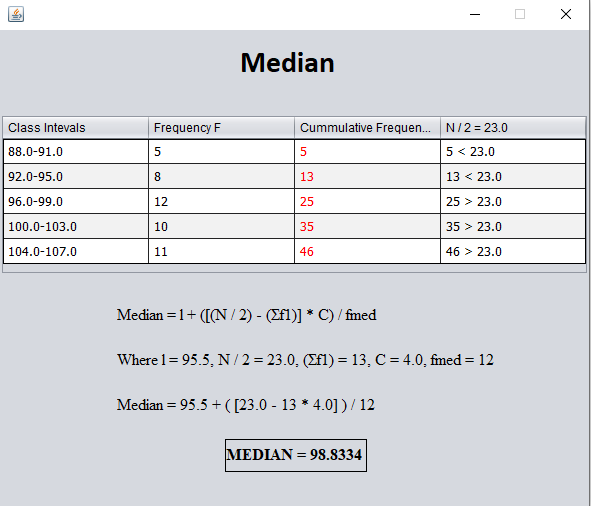 Median
Class Intevals Frequency F Cummulative Frequen... N / 2 = 23.0
88.0-91.0 5 5 5 < 23.0
92.0-95.0 8 13 13 < 23.0
96.0-99.0 12 25 25 > 23.0
100.0-103.0 10 35 35 > 23.0
104.0-107.0 11 46 46 > 23.0
Median = l + ([(N / 2) - (Σf1)] * C) / fmed
Where l = 95.5, N / 2 = 23.0, (Σf1) = 13, C = 4.0, fmed = 12
Median = 95.5 + ( [23.0 - 13 * 4.0] ) / 12
MEDIAN = 98.8334